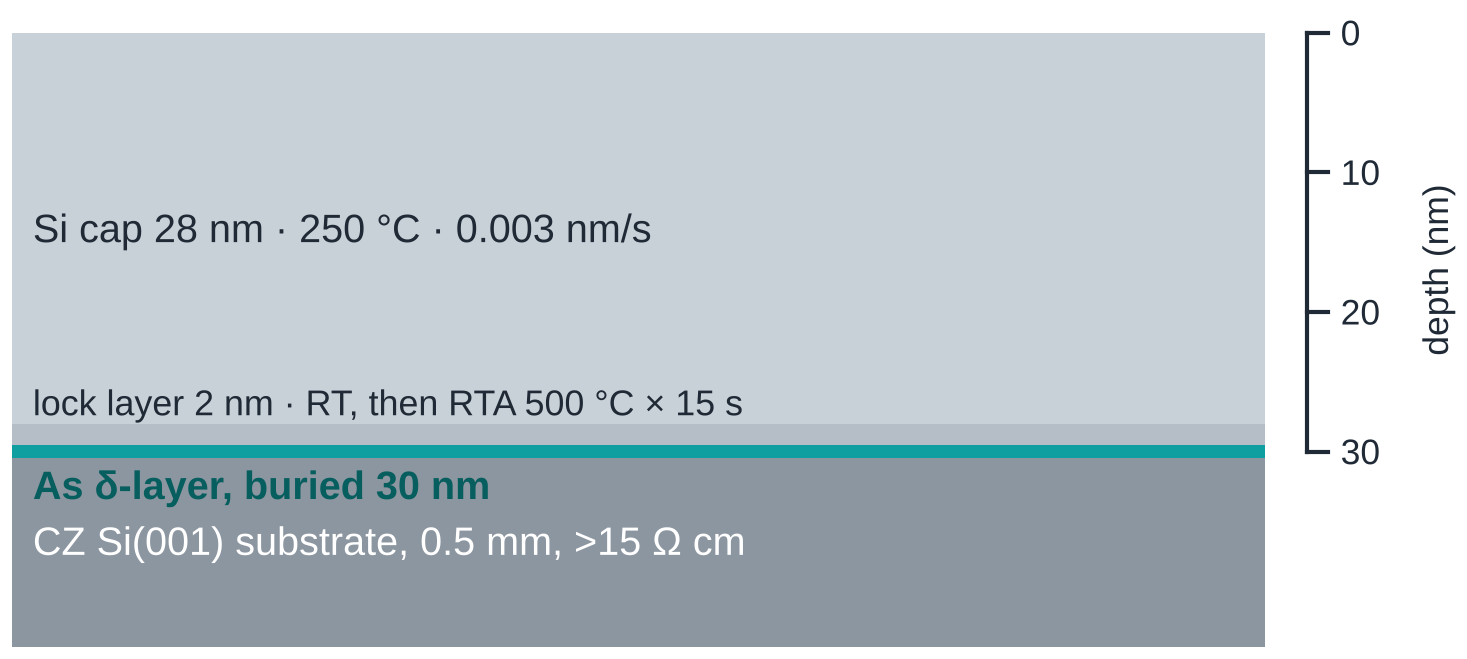 0
10
Si cap 28 nm · 250 °C · 0.003 nm/s
20
lock layer 2 nm · RT, then RTA 500 °C × 15 s
30
depth (nm)
As δ-layer, buried 30 nm
CZ Si(001) substrate, 0.5 mm, >15 Ω cm